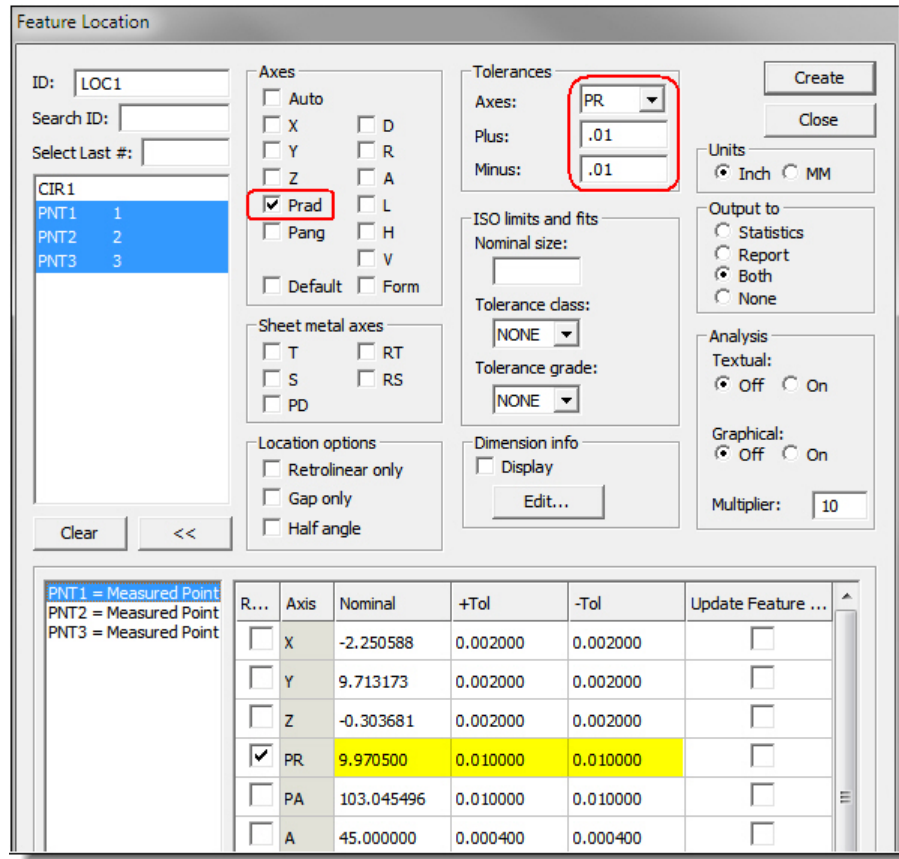 Feature Location
ID: LOC1
Search ID:
Select Last #:
CIR1
PNT1 1
PNT2 2
PNT3 3
Clear <<
Axes
Auto
X D
Y R
Z A
Prad L
Pang H
V
Default Form
Sheet metal axes
T RT
S RS
PD
Location options
Retrolinear only
Gap only
Half angle
Tolerances
Axes: PR
Plus: .01
Minus: .01
ISO limits and fits
Nominal size:
Tolerance class:
NONE
Tolerance grade:
NONE
Dimension info
Display
Edit...
Create
Close
Units
Inch MM
Output to
Statistics
Report
Both
None
Analysis
Textual:
Off On
Graphical:
Off On
Multiplier: 10
PNT1 = Measured Point
PNT2 = Measured Point
PNT3 = Measured Point
R... Axis Nominal +Tol -Tol Update Feature ...
X -2.250588 0.002000 0.002000
Y 9.713173 0.002000 0.002000
Z -0.303681 0.002000 0.002000
PR 9.970500 0.010000 0.010000
PA 103.045496 0.010000 0.010000
A 45.000000 0.000400 0.000400